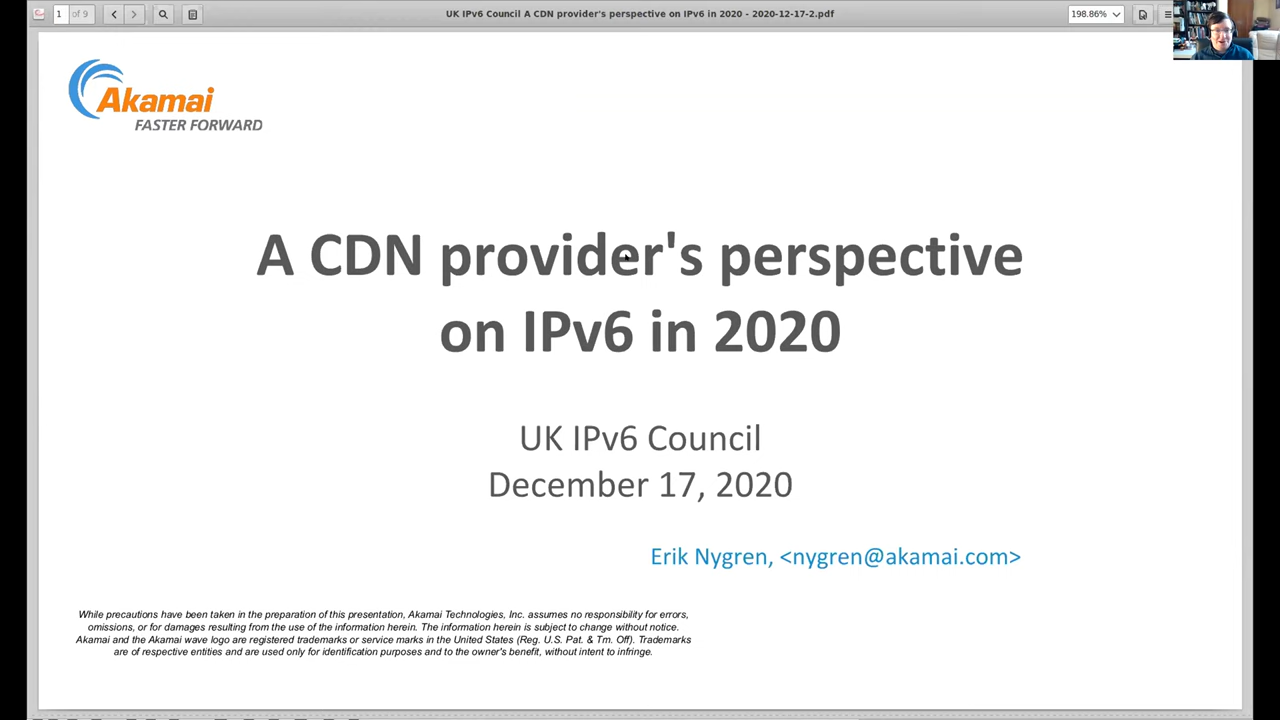 1 of 9
UK IPv6 Council A CDN provider's perspective on IPv6 in 2020 - 2020-12-17-2.pdf
198.86%
Akamai
FASTER FORWARD
A CDN provider's perspective
on IPv6 in 2020
UK IPv6 Council
December 17, 2020
Erik Nygren, <nygren@akamai.com>
While precautions have been taken in the preparation of this presentation, Akamai Technologies, Inc. assumes no responsibility for errors,
omissions, or for damages resulting from the use of the information herein. The information herein is subject to change without notice.
Akamai and the Akamai wave logo are registered trademarks or service marks in the United States (Reg. U.S. Pat. & Tm. Off). Trademarks
are of respective entities and are used only for identification purposes and to the owner's benefit, without intent to infringe.